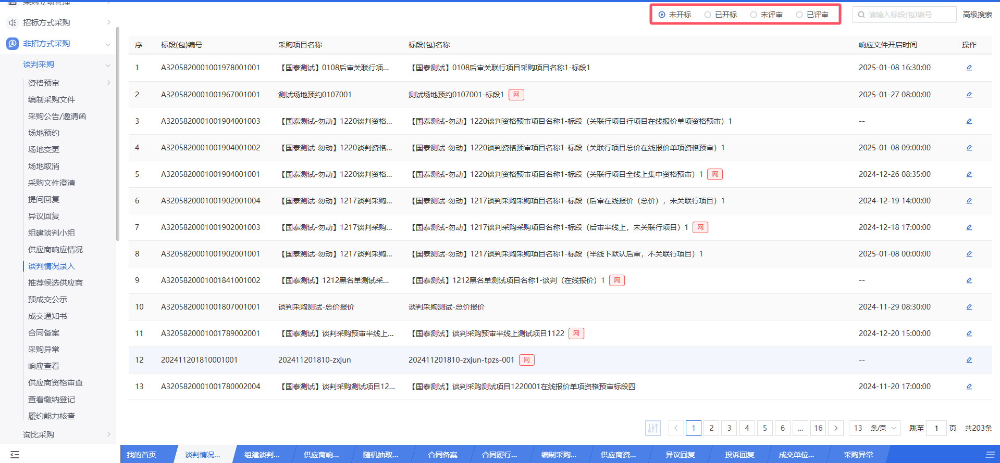 采购立项管理
招标方式采购
非招方式采购
谈判采购
资格预审
编制采购文件
采购公告/邀请函
场地预约
场地变更
场地取消
采购文件澄清
提问回复
异议回复
组建谈判小组
供应商响应情况
谈判情况录入
推荐候选供应商
预成交公示
成交通知书
合同备案
采购异常
响应查看
供应商资格审查
查看缴纳登记
履约能力核查
询比采购
未开标 已开标 未评审 已评审 请输入标段(包)编号 高级搜索
序 标段(包)编号 采购项目名称 标段(包)名称 响应文件开启时间 操作
1 A3205820001001978001001 【国泰测试】0108后审关联行项... 【国泰测试】0108后审关联行项目采购项目名称1-标段1 2025-01-08 16:30:00
2 A3205820001001967001001 测试场地预约0107001 测试场地预约0107001-标段1 网 2025-01-27 08:00:00
3 A3205820001001904001003 【国泰测试-勿动】1220谈判资格... 【国泰测试-勿动】1220谈判资格预审项目名称1-标段（关联行项目行项目在线报价单项资格预审）1 --
4 A3205820001001904001002 【国泰测试-勿动】1220谈判资格... 【国泰测试-勿动】1220谈判资格预审项目名称1-标段（关联行项目总价在线报价单项资格预审）1 2025-01-08 09:00:00
5 A3205820001001904001001 【国泰测试-勿动】1220谈判资格... 【国泰测试-勿动】1220谈判资格预审项目名称1-标段（关联行项目全线上集中资格预审）1 网 2024-12-26 08:35:00
6 A3205820001001902001004 【国泰测试-勿动】1217谈判采购... 【国泰测试-勿动】1217谈判采购采购项目名称1-标段（后审在线报价（总价），未关联行项目）1 2024-12-19 14:00:00
7 A3205820001001902001003 【国泰测试-勿动】1217谈判采购... 【国泰测试-勿动】1217谈判采购采购项目名称1-标段（后审半线上，未关联行项目）1 网 2024-12-18 17:00:00
8 A3205820001001902001001 【国泰测试-勿动】1217谈判采购... 【国泰测试-勿动】1217谈判采购采购项目名称1-标段（半线下默认后审，不关联行项目）1 2025-01-08 00:00:00
9 A3205820001001841001002 【国泰测试】1212黑名单测试采... 【国泰测试】1212黑名单测试项目名称1-谈判（在线报价）1 网 --
10 A3205820001001807001001 谈判采购测试-总价报价 谈判采购测试-总价报价 2024-11-29 08:30:00
11 A3205820001001789002001 【国泰测试】谈判采购预审半线上... 【国泰测试】谈判采购预审半线上测试项目1122 网 2024-12-20 15:00:00
12 202411201810001001 202411201810-zxjun 202411201810-zxjun-tpzs-001 网 --
13 A3205820001001780002004 【国泰测试】谈判采购测试项目12... 【国泰测试】谈判采购测试项目1220001在线报价单项资格预审标段四 2024-11-20 17:00:00
1 2 3 4 5 6 ... 16 13 条/页 跳至 1 页 共203条
我的首页 谈判情况... 组建谈判... 供应商响... 随机抽取... 合同备案 合同履行... 编制采购... 供应商资... 异议回复 投诉回复 成交单位... 采购异常